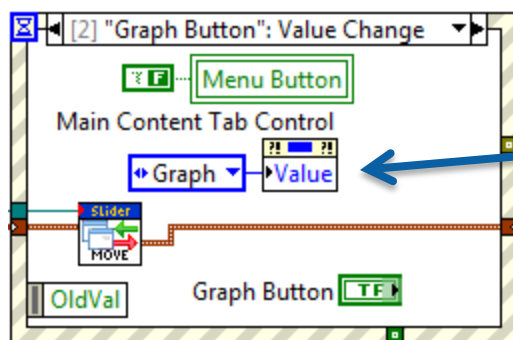 [2] "Graph Button": Value Change
F
Menu Button
Main Content Tab Control
?! ?!
Graph
Value
Slider
MOVE
Graph Button
TF
OldVal